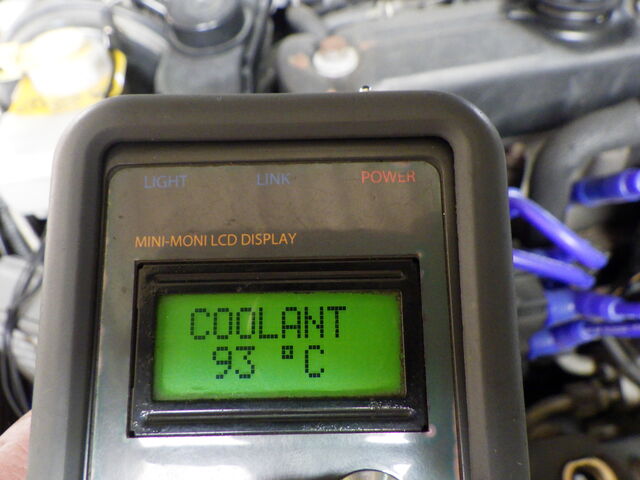 LIGHT LINK POWER
MINI-MONI LCD DISPLAY
COOLANT
93 °C